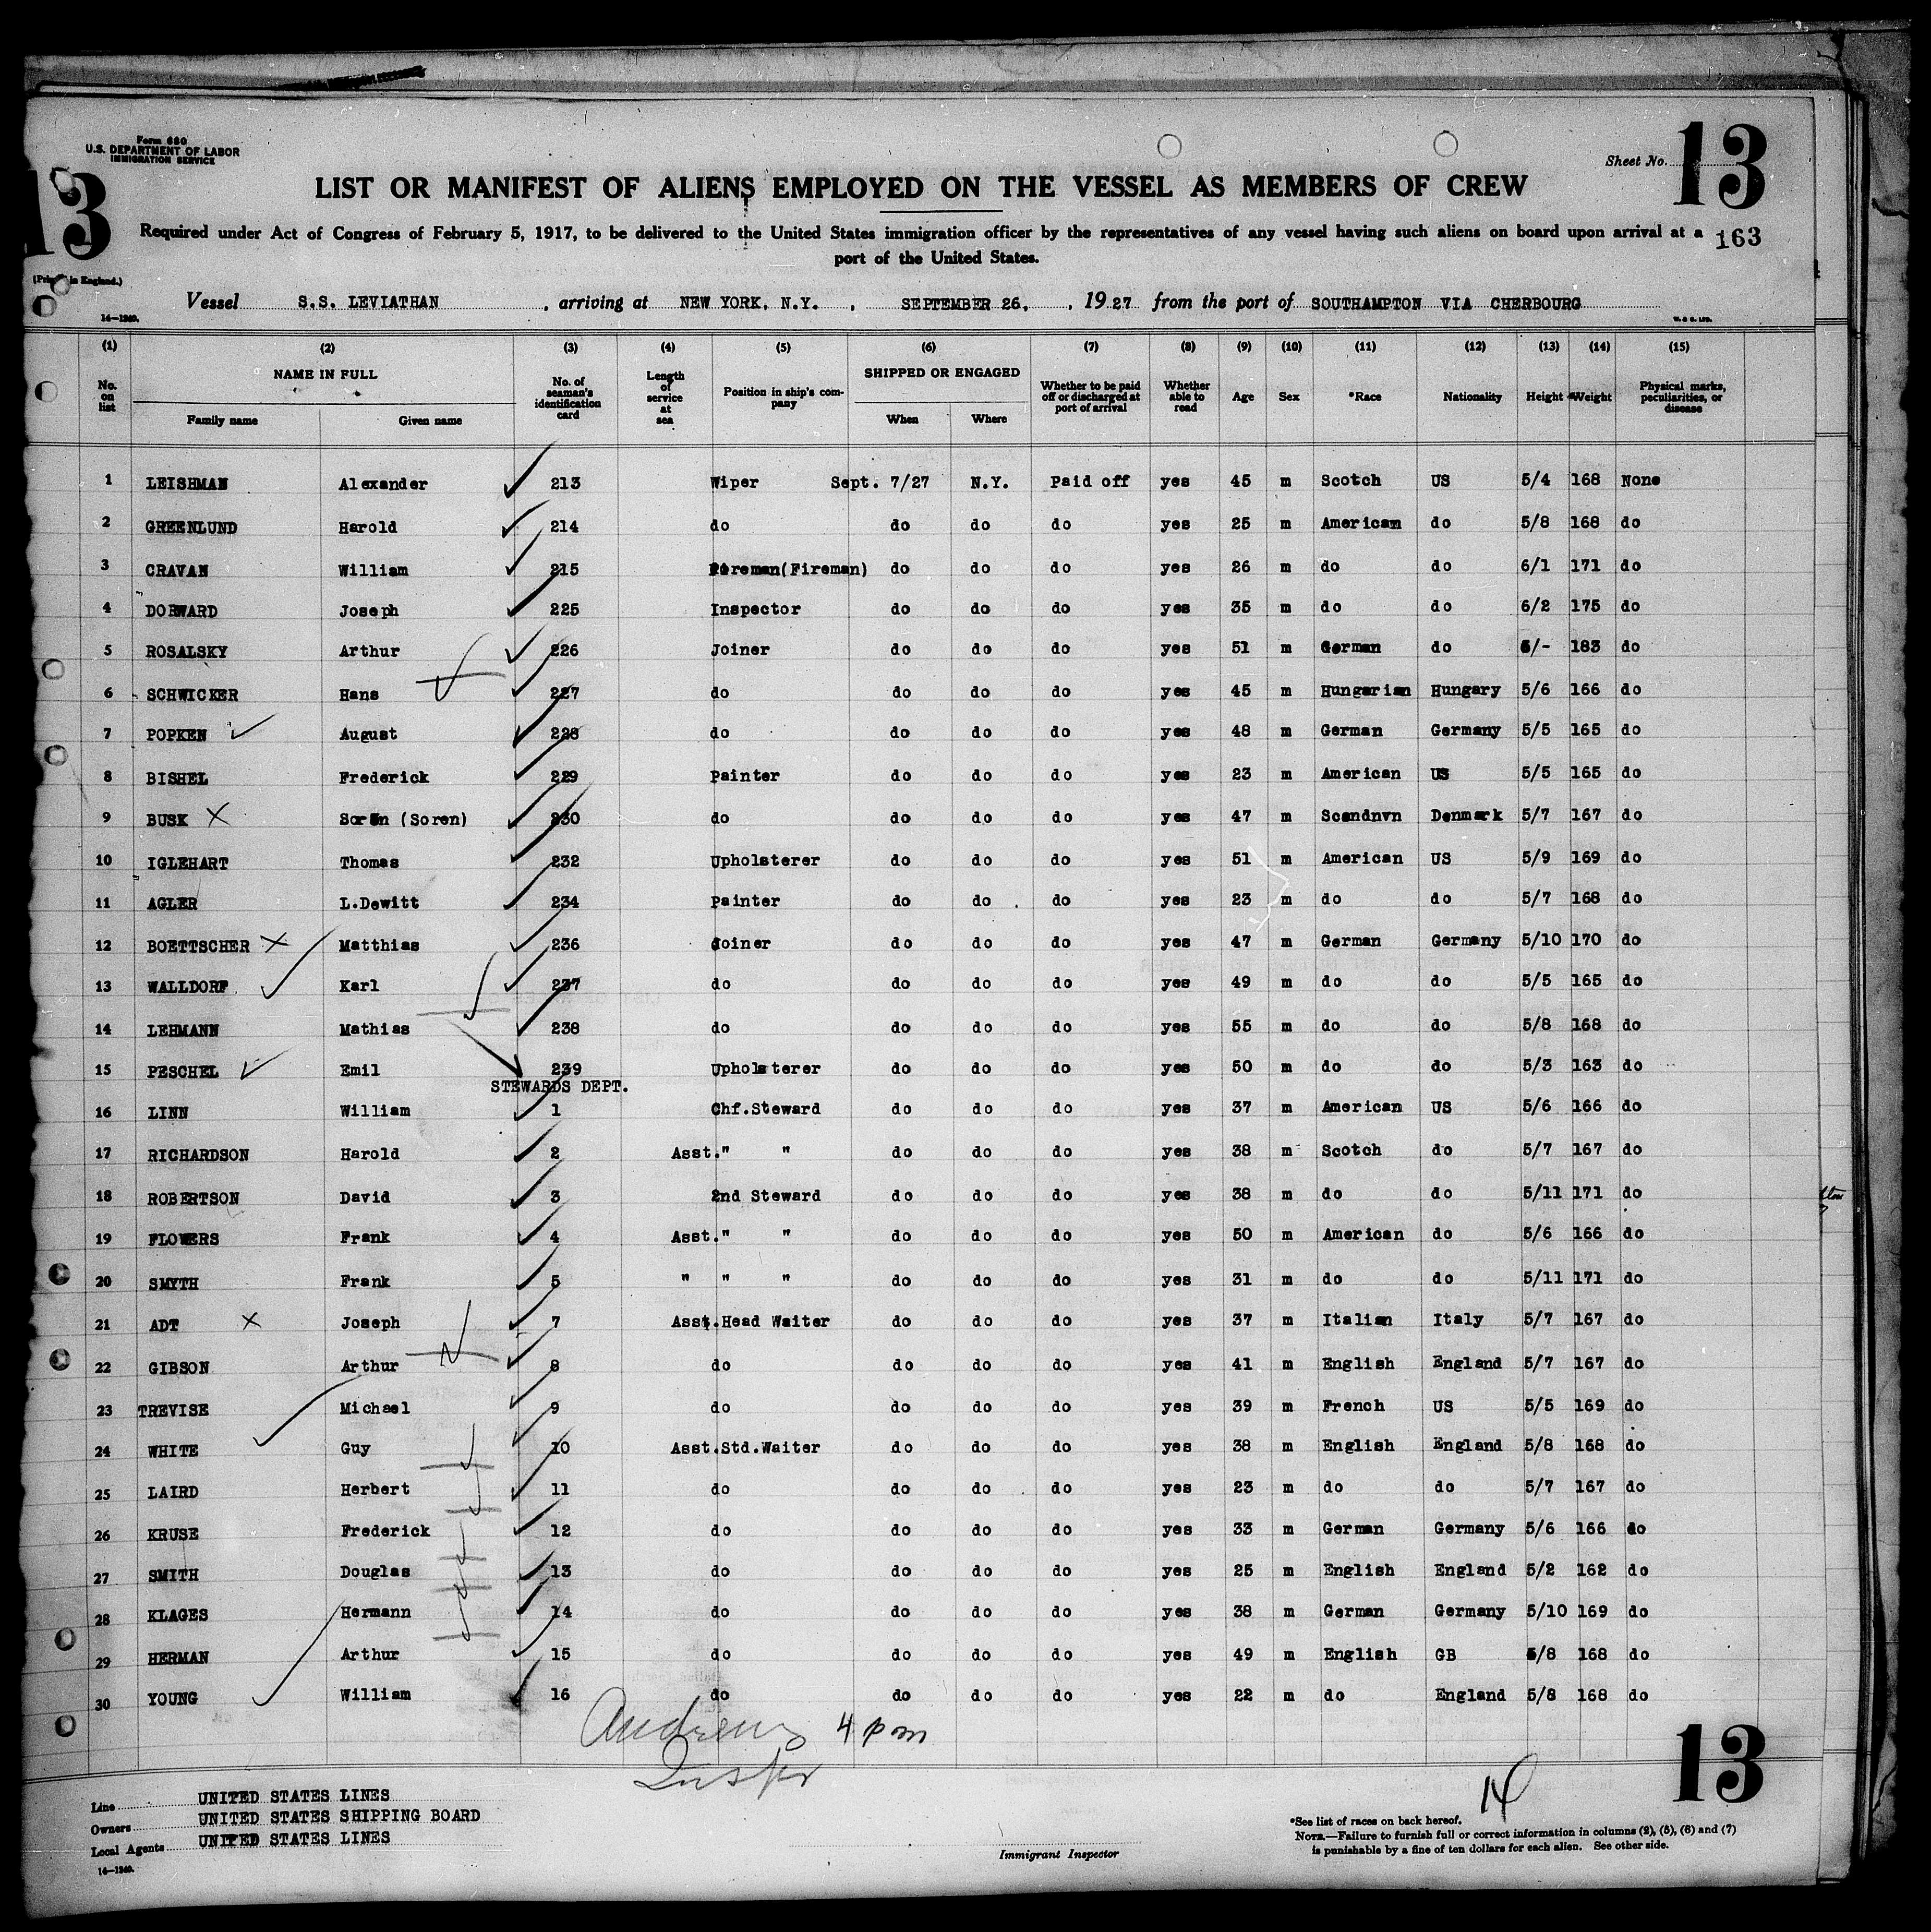 Form 680
U.S. DEPARTMENT OF LABOR
IMMIGRATION SERVICE
Sheet No. 13
13
LIST OR MANIFEST OF ALIENS EMPLOYED ON THE VESSEL AS MEMBERS OF CREW
Required under Act of Congress of February 5, 1917, to be delivered to the United States immigration officer by the representatives of any vessel having such aliens on board upon arrival at a
port of the United States.
163
(Printed in England.)
Vessel S.S. LEVIATHAN , arriving at NEW YORK, N.Y. , SEPTEMBER 26, , 1927 from the port of SOUTHAMPTON VIA CHERBOURG
14—1240. W. & S. LTD.
(1) (2) (3) (4) (5) (6) (7) (8) (9) (10) (11) (12) (13) (14) (15)
No. on list NAME IN FULL Family name Given name No. of seaman's identification card Length of service at sea Position in ship's company SHIPPED OR ENGAGED When Where Whether to be paid off or discharged at port of arrival Whether able to read Age Sex *Race Nationality Height Weight Physical marks, peculiarities, or disease
1 LEISHMAN Alexander 213 Wiper Sept. 7/27 N.Y. Paid off yes 45 m Scotch US 5/4 168 None
2 GREENLUND Harold 214 do do do do yes 25 m American do 5/8 168 do
3 CRAVAN William 215 Foreman(Fireman) do do do yes 26 m do do 6/1 171 do
4 DORWARD Joseph 225 Inspector do do do yes 35 m do do 6/2 175 do
5 ROSALSKY Arthur 226 Joiner do do do yes 51 m German do 6/- 183 do
6 SCHWICKER Hans 227 do do do do yes 45 m Hungarian Hungary 5/6 166 do
7 POPKEN August 228 do do do do yes 48 m German Germany 5/5 165 do
8 BISHEL Frederick 229 Painter do do do yes 23 m American US 5/5 165 do
9 BUSK Soren (Soren) 230 do do do do yes 47 m Scandnvn Denmark 5/7 167 do
10 IGLEHART Thomas 232 Upholsterer do do do yes 51 m American US 5/9 169 do
11 AGLER L.Dewitt 234 Painter do do do yes 23 m do do 5/7 168 do
12 BOETTSCHER Matthias 236 Joiner do do do yes 47 m German Germany 5/10 170 do
13 WALLDORF Karl 237 do do do do yes 49 m do do 5/5 165 do
14 LEHMANN Mathias 238 do do do do yes 55 m do do 5/8 168 do
15 PESCHEL Emil 239 Upholsterer do do do yes 50 m do do 5/3 163 do
STEWARDS DEPT.
16 LINN William 1 Chf.Steward do do do yes 37 m American US 5/6 166 do
17 RICHARDSON Harold 2 Asst." " do do do yes 38 m Scotch do 5/7 167 do
18 ROBERTSON David 3 2nd Steward do do do yes 38 m do do 5/11 171 do
19 FLOWERS Frank 4 Asst." " do do do yes 50 m American do 5/6 166 do
20 SMYTH Frank 5 " " " do do do yes 31 m do do 5/11 171 do
21 ADT Joseph 7 Asst.Head Waiter do do do yes 37 m Italian Italy 5/7 167 do
22 GIBSON Arthur 8 do do do do yes 41 m English England 5/7 167 do
23 TREVISE Michael 9 do do do do yes 39 m French US 5/5 169 do
24 WHITE Guy 10 Asst.Std.Waiter do do do yes 38 m English England 5/8 168 do
25 LAIRD Herbert 11 do do do do yes 23 m do do 5/7 167 do
26 KRUSE Frederick 12 do do do do yes 33 m German Germany 5/6 166 do
27 SMITH Douglas 13 do do do do yes 25 m English England 5/2 162 do
28 KLAGES Hermann 14 do do do do yes 38 m German Germany 5/10 169 do
29 HERMAN Arthur 15 do do do do yes 49 m English GB 5/8 168 do
30 YOUNG William 16 do do do do yes 22 m do England 5/8 168 do
Andrews 4 pm
Inspr
13
Line UNITED STATES LINES
Owners UNITED STATES SHIPPING BOARD
Local Agents UNITED STATES LINES
14—1240.
Immigrant Inspector
*See list of races on back hereof.
NOTE.—Failure to furnish full or correct information in columns (2), (5), (6) and (7)
is punishable by a fine of ten dollars for each alien. See other side.